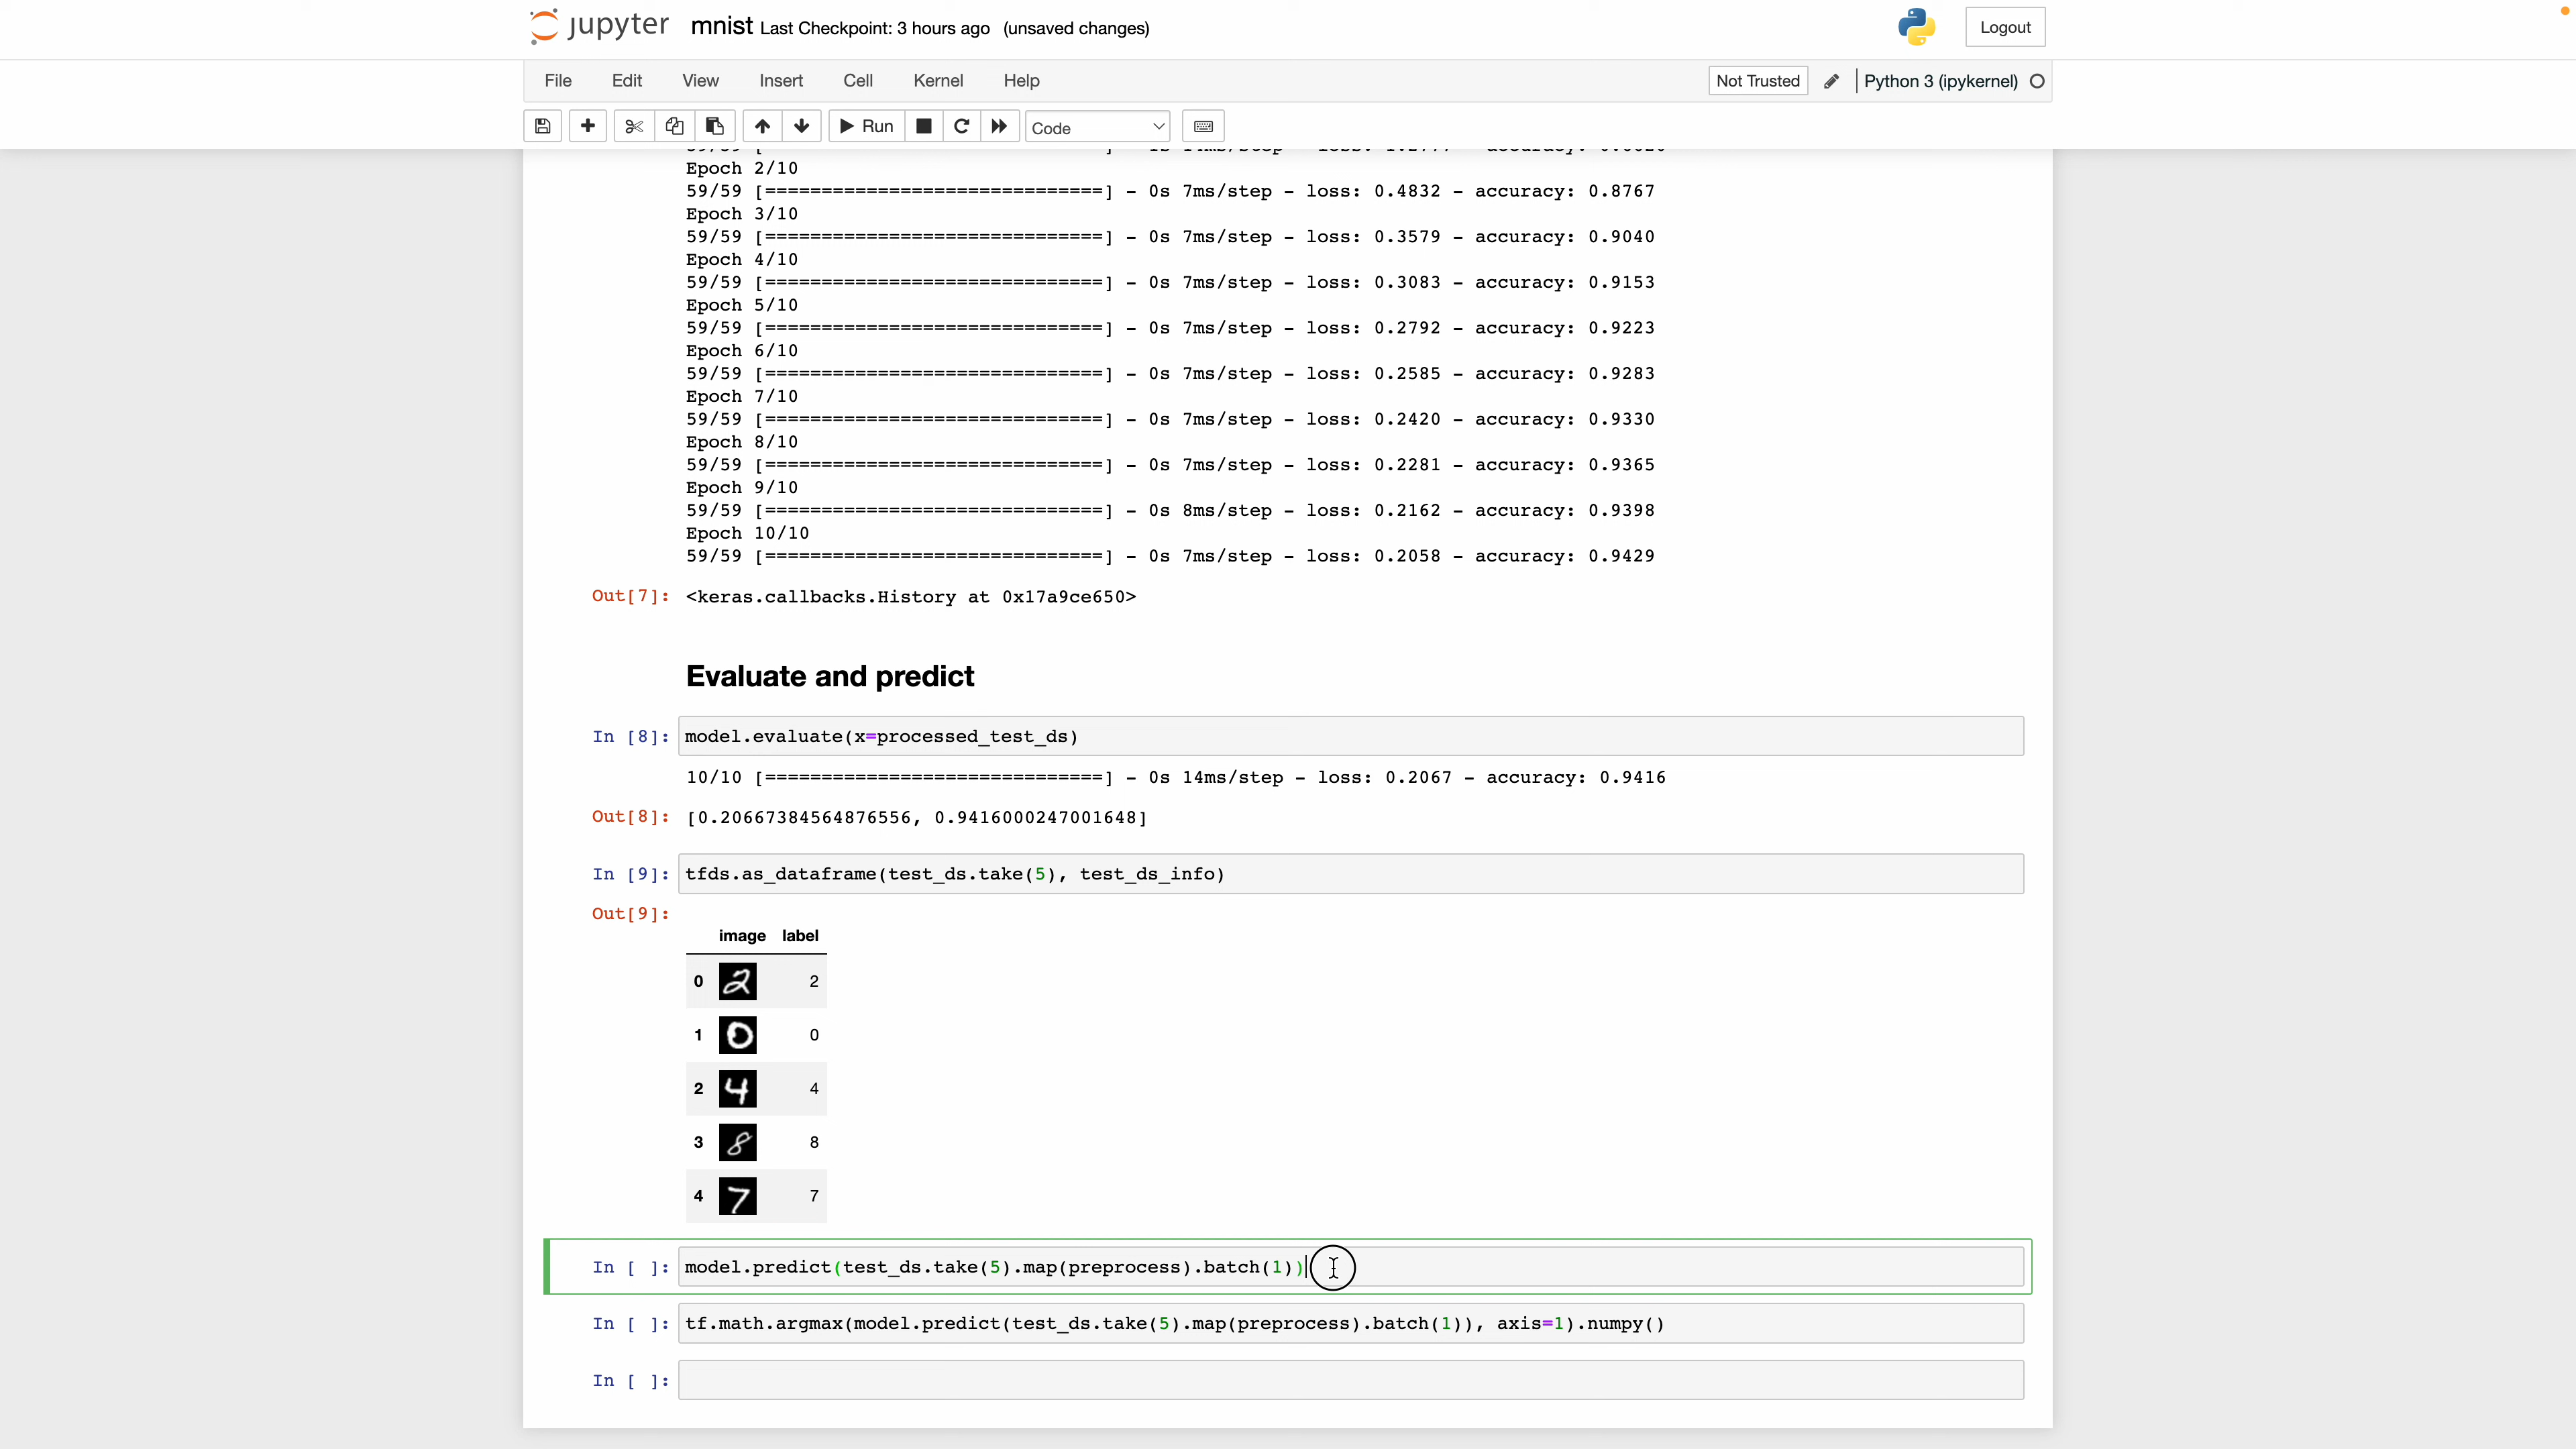 jupyter mnist Last Checkpoint: 3 hours ago (unsaved changes) Logout
File Edit View Insert Cell Kernel Help Not Trusted Python 3 (ipykernel)
Run Code
Epoch 2/10
59/59 [==============================] - 0s 7ms/step - loss: 0.4832 - accuracy: 0.8767
Epoch 3/10
59/59 [==============================] - 0s 7ms/step - loss: 0.3579 - accuracy: 0.9040
Epoch 4/10
59/59 [==============================] - 0s 7ms/step - loss: 0.3083 - accuracy: 0.9153
Epoch 5/10
59/59 [==============================] - 0s 7ms/step - loss: 0.2792 - accuracy: 0.9223
Epoch 6/10
59/59 [==============================] - 0s 7ms/step - loss: 0.2585 - accuracy: 0.9283
Epoch 7/10
59/59 [==============================] - 0s 7ms/step - loss: 0.2420 - accuracy: 0.9330
Epoch 8/10
59/59 [==============================] - 0s 7ms/step - loss: 0.2281 - accuracy: 0.9365
Epoch 9/10
59/59 [==============================] - 0s 8ms/step - loss: 0.2162 - accuracy: 0.9398
Epoch 10/10
59/59 [==============================] - 0s 7ms/step - loss: 0.2058 - accuracy: 0.9429
Out[7]: <keras.callbacks.History at 0x17a9ce650>
Evaluate and predict
In [8]: model.evaluate(x=processed_test_ds)
10/10 [==============================] - 0s 14ms/step - loss: 0.2067 - accuracy: 0.9416
Out[8]: [0.20667384564876556, 0.9416000247001648]
In [9]: tfds.as_dataframe(test_ds.take(5), test_ds_info)
Out[9]:
image label
0 2 2
1 0 0
2 4 4
3 8 8
4 7 7
In [ ]: model.predict(test_ds.take(5).map(preprocess).batch(1))
In [ ]: tf.math.argmax(model.predict(test_ds.take(5).map(preprocess).batch(1)), axis=1).numpy()
In [ ]: